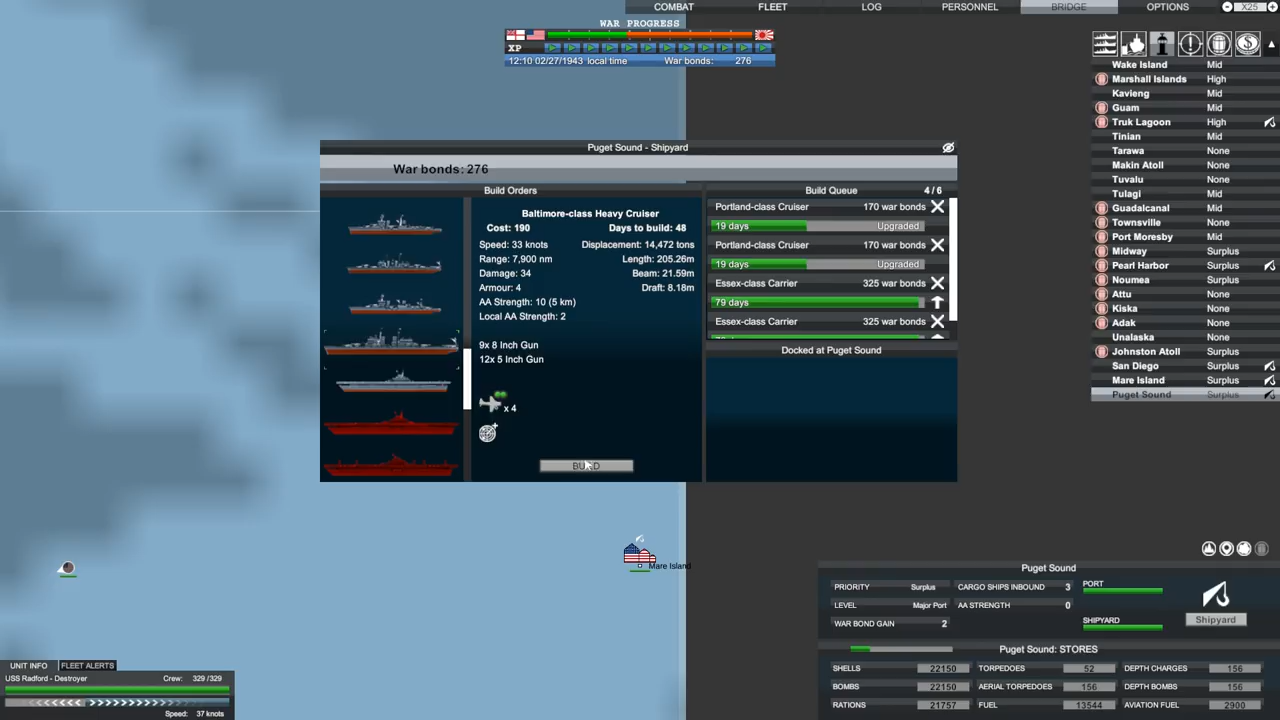 COMBAT FLEET LOG PERSONNEL BRIDGE OPTIONS X25
WAR PROGRESS
XP
12:10 02/27/1943 local time War bonds: 276
Wake Island Mid
Marshall Islands High
Kavieng Mid
Guam Mid
Truk Lagoon High
Tinian Mid
Tarawa None
Makin Atoll Mid
Tuvalu None
Tulagi Mid
Guadalcanal Mid
Townsville None
Port Moresby Mid
Midway Surplus
Pearl Harbor Surplus
Noumea Surplus
Attu None
Kiska None
Adak None
Unalaska None
Johnston Atoll Surplus
San Diego Surplus
Mare Island Surplus
Puget Sound Surplus
Puget Sound - Shipyard
War bonds: 276
Build Orders
Baltimore-class Heavy Cruiser
Cost: 190 Days to build: 48
Speed: 33 knots Displacement: 14,472 tons
Range: 7,900 nm Length: 205.26m
Damage: 34 Beam: 21.59m
Armour: 4 Draft: 8.18m
AA Strength: 10 (5 km)
Local AA Strength: 2
9x 8 Inch Gun
12x 5 Inch Gun
x 4
BUILD
Build Queue 4 / 6
Portland-class Cruiser 170 war bonds
19 days Upgraded
Portland-class Cruiser 170 war bonds
19 days Upgraded
Essex-class Carrier 325 war bonds
79 days
Essex-class Carrier 325 war bonds
Docked at Puget Sound
Mare Island
Puget Sound
PRIORITY Surplus CARGO SHIPS INBOUND 3 PORT
LEVEL Major Port AA STRENGTH 0
WAR BOND GAIN 2 SHIPYARD Shipyard
Puget Sound: STORES
SHELLS 22150 TORPEDOES 52 DEPTH CHARGES 156
BOMBS 22150 AERIAL TORPEDOES 156 DEPTH BOMBS 156
RATIONS 21757 FUEL 13544 AVIATION FUEL 2900
UNIT INFO FLEET ALERTS
USS Radford - Destroyer Crew: 329 /329
Speed: 37 knots